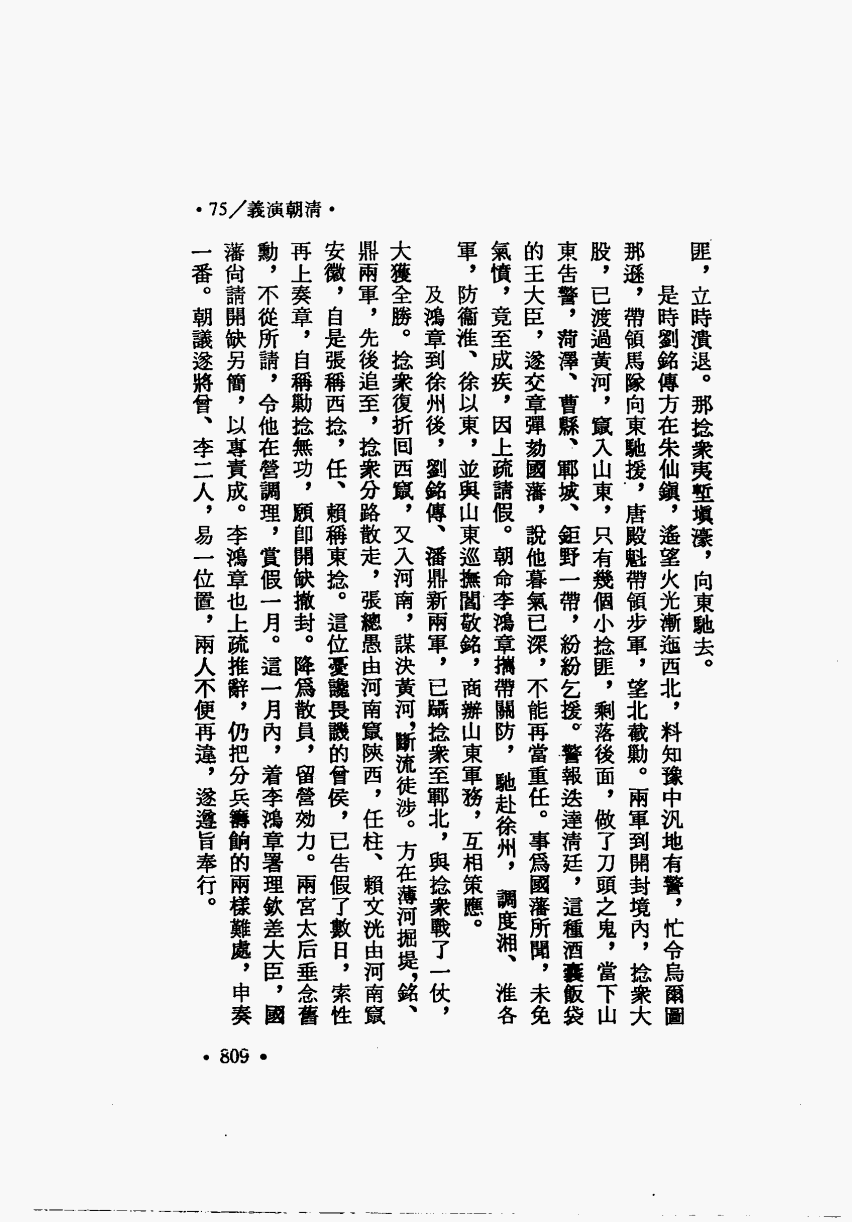 ·75／義演朝清·
匪，立時潰退。那捻衆夷塹塡濠，向東馳去。
是時劉銘傳方在朱仙鎭，遙望火光漸迤西北，料知豫中汎地有警，忙令烏爾圖
那遜，帶領馬隊向東馳援，唐殿魁帶領步軍，望北截勦。兩軍到開封境內，捻衆大
股，已渡過黃河，竄入山東，只有幾個小捻匪，剩落後面，做了刀頭之鬼，當下山
東告警，菏澤、曹縣、鄆城、鉅野一帶，紛紛乞援。警報迭達淸廷，這種酒囊飯袋
的王大臣，遂交章彈劾國藩，說他暮氣已深，不能再當重任。事爲國藩所聞，未免
氣憤，竟至成疾，因上疏請假。朝命李鴻章攜帶關防，馳赴徐州，調度湘、淮各
軍，防衞淮、徐以東，並與山東巡撫閻敬銘，商辦山東軍務，互相策應。
及鴻章到徐州後，劉銘傳、潘鼎新兩軍，已躡捻衆至鄆北，與捻衆戰了一仗，
大獲全勝。捻衆復折回西竄，又入河南，謀決黃河，斷流徒涉。方在薄河掘堤，銘、
鼎兩軍，先後追至，捻衆分路散走，張總愚由河南竄陝西，任柱、賴文洸由河南竄
安徽，自是張稱西捻，任、賴稱東捻。這位憂讒畏譏的曾侯，已告假了數日，索性
再上奏章，自稱勦捻無功，願卽開缺撤封。降爲散員，留營効力。兩宮太后垂念舊
勳，不從所請，令他在營調理，賞假一月。這一月內，着李鴻章署理欽差大臣，國
藩尙請開缺另簡，以專責成。李鴻章也上疏推辭，仍把分兵籌餉的兩樣難處，申奏
一番。朝議遂將曾、李二人，易一位置，兩人不便再違，遂遵旨奉行。
·809·